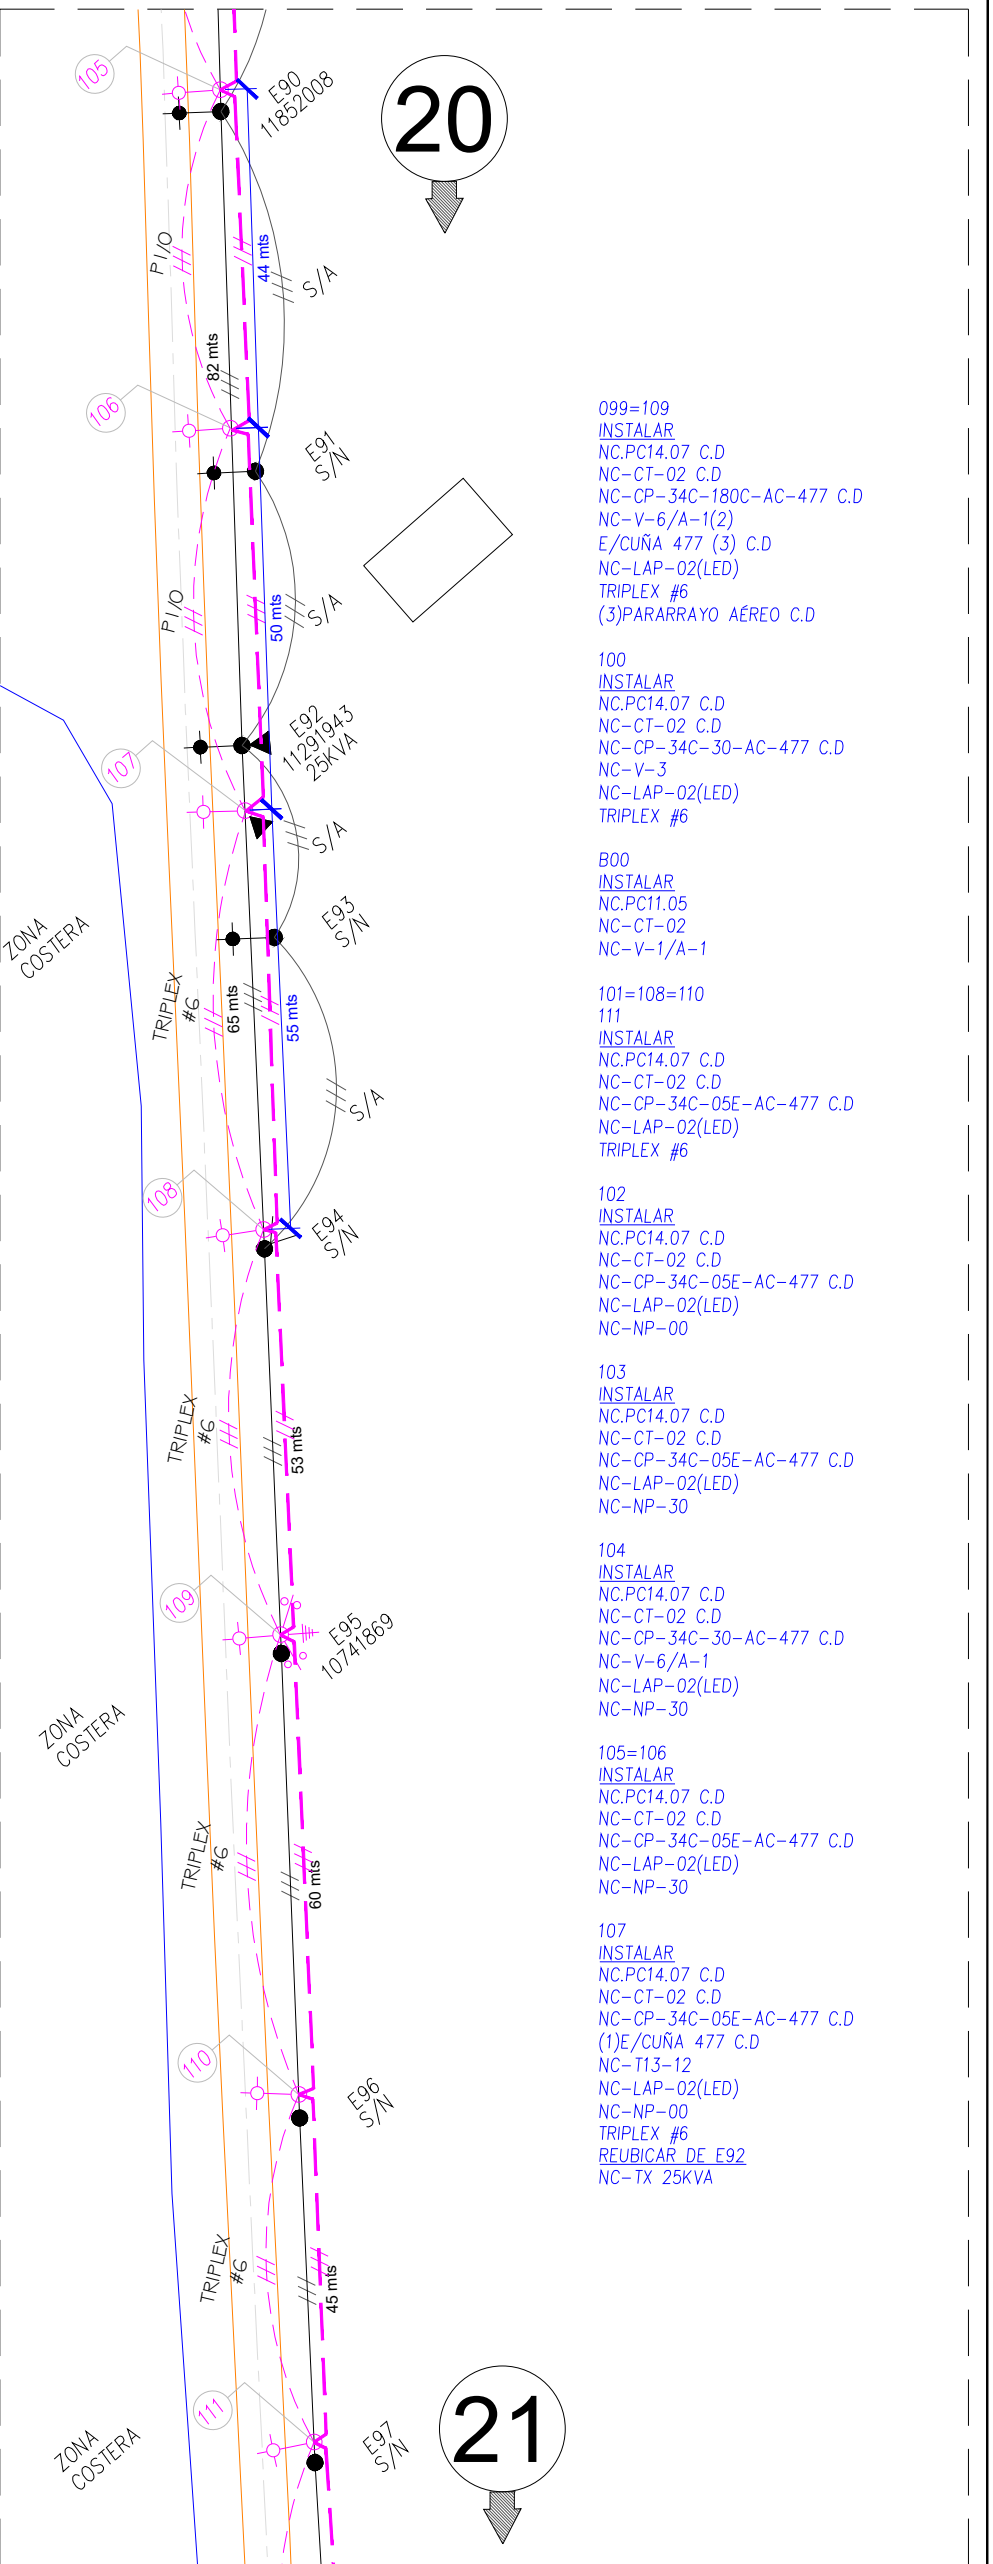 105
E90
11852008
20
P 1/O
44 mts
S/A
82 mts
106
E91
S/N
P 1/O
50 mts
S/A
E92
11291943
25KVA
107
S/A
E93
S/N
ZONA
COSTERA
TRIPLEX
#6
65 mts
55 mts
S/A
108
E94
S/N
TRIPLEX
#6
53 mts
109
E95
10741869
ZONA
COSTERA
TRIPLEX
#6
60 mts
110
E96
S/N
TRIPLEX
#6
45 mts
111
E97
S/N
ZONA
COSTERA
21
099=109
INSTALAR
NC.PC14.07 C.D
NC-CT-02 C.D
NC-CP-34C-180C-AC-477 C.D
NC-V-6/A-1(2)
E/CUÑA 477 (3) C.D
NC-LAP-02(LED)
TRIPLEX #6
(3)PARARRAYO AÉREO C.D
100
INSTALAR
NC.PC14.07 C.D
NC-CT-02 C.D
NC-CP-34C-30-AC-477 C.D
NC-V-3
NC-LAP-02(LED)
TRIPLEX #6
B00
INSTALAR
NC.PC11.05
NC-CT-02
NC-V-1/A-1
101=108=110
111
INSTALAR
NC.PC14.07 C.D
NC-CT-02 C.D
NC-CP-34C-05E-AC-477 C.D
NC-LAP-02(LED)
TRIPLEX #6
102
INSTALAR
NC.PC14.07 C.D
NC-CT-02 C.D
NC-CP-34C-05E-AC-477 C.D
NC-LAP-02(LED)
NC-NP-00
103
INSTALAR
NC.PC14.07 C.D
NC-CT-02 C.D
NC-CP-34C-05E-AC-477 C.D
NC-LAP-02(LED)
NC-NP-30
104
INSTALAR
NC.PC14.07 C.D
NC-CT-02 C.D
NC-CP-34C-30-AC-477 C.D
NC-V-6/A-1
NC-LAP-02(LED)
NC-NP-30
105=106
INSTALAR
NC.PC14.07 C.D
NC-CT-02 C.D
NC-CP-34C-05E-AC-477 C.D
NC-LAP-02(LED)
NC-NP-30
107
INSTALAR
NC.PC14.07 C.D
NC-CT-02 C.D
NC-CP-34C-05E-AC-477 C.D
(1)E/CUÑA 477 C.D
NC-T13-12
NC-LAP-02(LED)
NC-NP-00
TRIPLEX #6
REUBICAR DE E92
NC-TX 25KVA